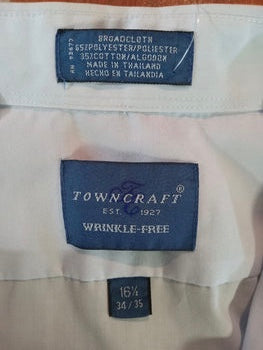 BROADCLOTH
65%POLYESTER/POLIESTER
35%COTTON/ALGODON
MADE IN THAILAND
HECHO EN TAILANDIA
TOWNCRAFT®
EST. 1927
WRINKLE-FREE
16½
34/35